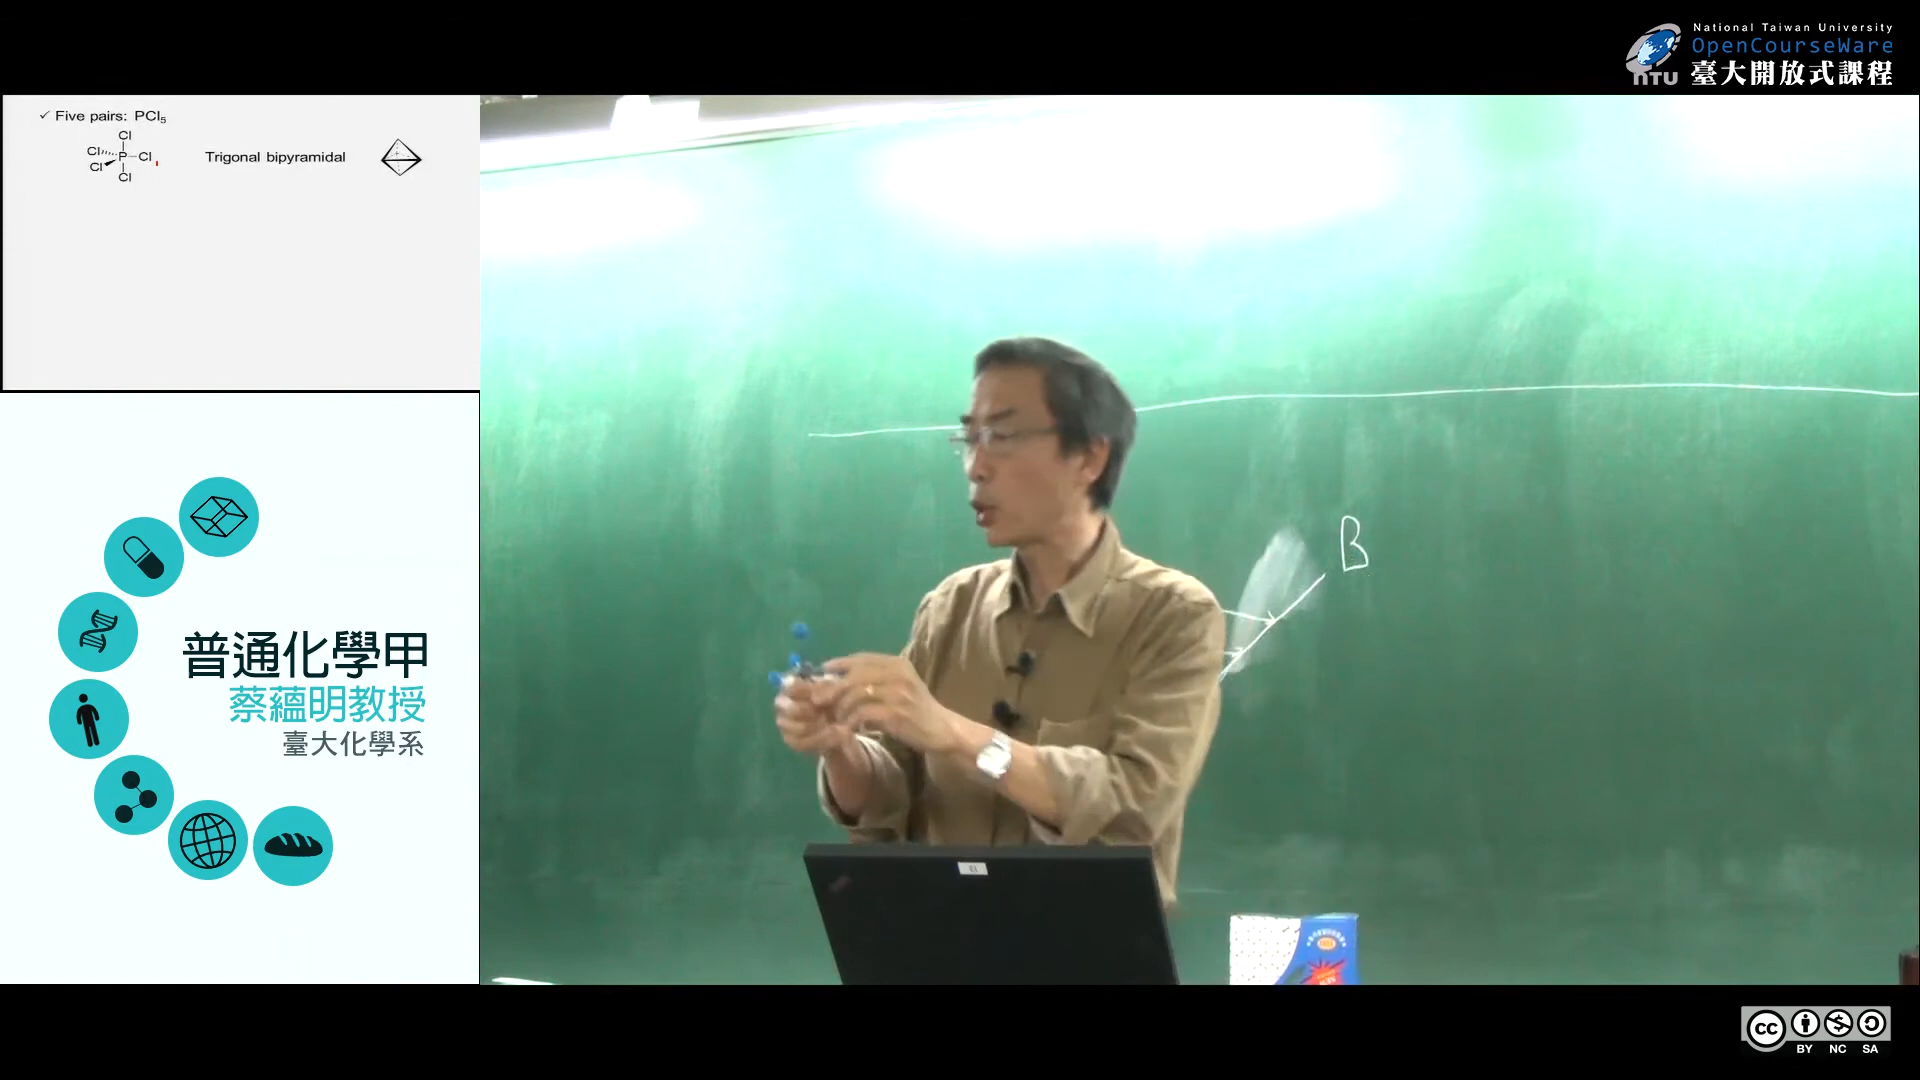 National Taiwan University
OpenCourseWare
臺大開放式課程
NTU
✓ Five pairs: PCl₅
Cl
Cl
P
Cl
Cl
Cl
Trigonal bipyramidal
B
普通化學甲
蔡蘊明教授
臺大化學系
cc
BY NC SA